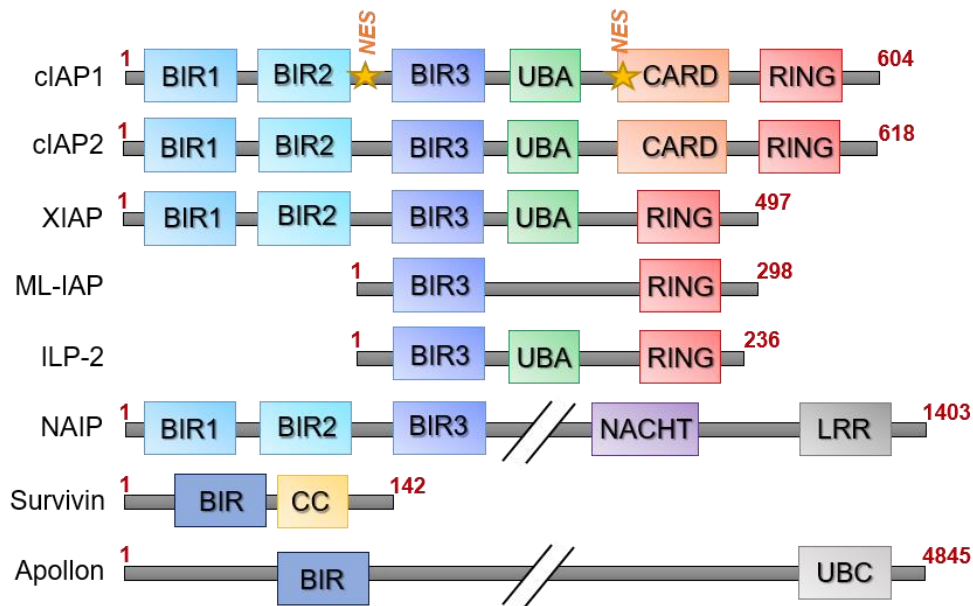 NES NES
cIAP1 1 BIR1 BIR2 BIR3 UBA CARD RING 604
cIAP2 1 BIR1 BIR2 BIR3 UBA CARD RING 618
XIAP 1 BIR1 BIR2 BIR3 UBA RING 497
ML-IAP 1 BIR3 RING 298
ILP-2 1 BIR3 UBA RING 236
NAIP 1 BIR1 BIR2 BIR3 NACHT LRR 1403
Survivin 1 BIR CC 142
Apollon 1 BIR UBC 4845